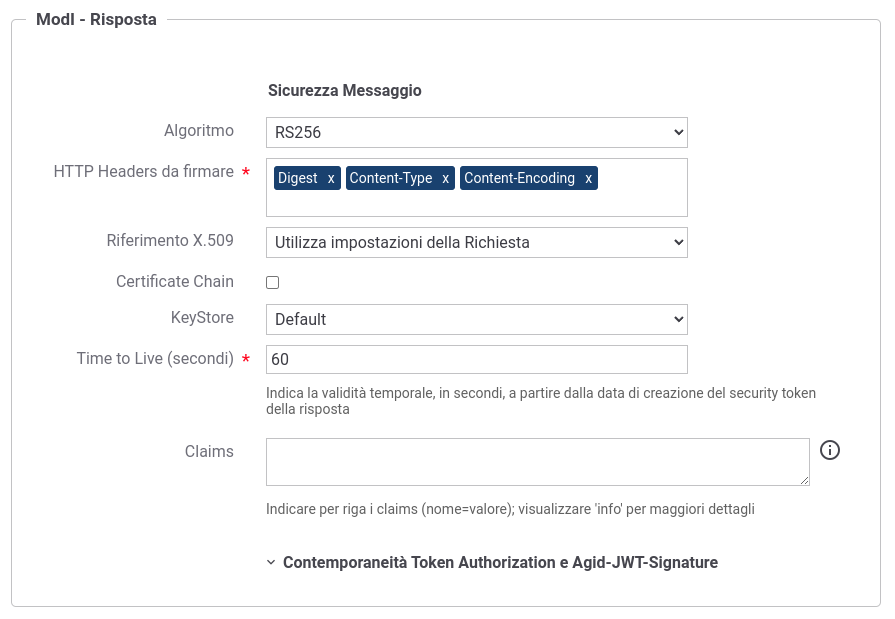 ModI - Risposta
Sicurezza Messaggio
Algoritmo RS256
HTTP Headers da firmare * Digest x Content-Type x Content-Encoding x
Riferimento X.509 Utilizza impostazioni della Richiesta
Certificate Chain
KeyStore Default
Time to Live (secondi) * 60
Indica la validità temporale, in secondi, a partire dalla data di creazione del security token
della risposta
Claims
Indicare per riga i claims (nome=valore); visualizzare 'info' per maggiori dettagli
Contemporaneità Token Authorization e Agid-JWT-Signature